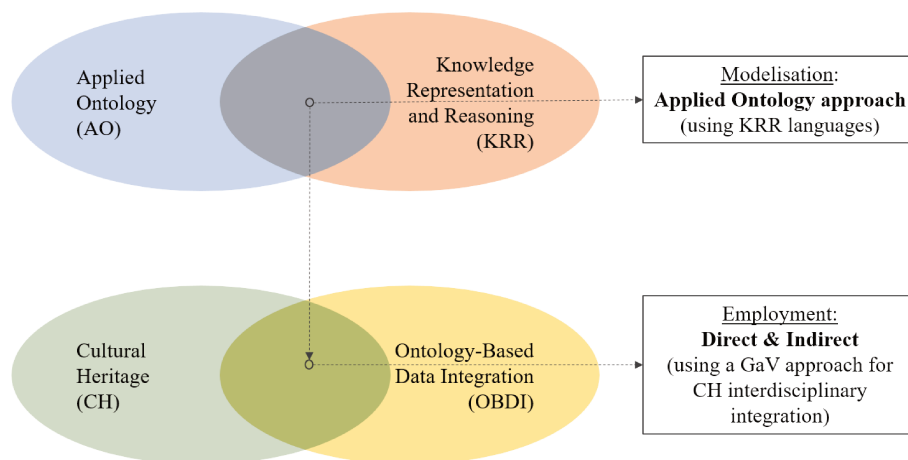 Applied
Ontology
(AO)
Knowledge
Representation
and Reasoning
(KRR)
Modelisation:
Applied Ontology approach
(using KRR languages)
Cultural
Heritage
(CH)
Ontology-Based
Data Integration
(OBDI)
Employment:
Direct & Indirect
(using a GaV approach for
CH interdisciplinary
integration)